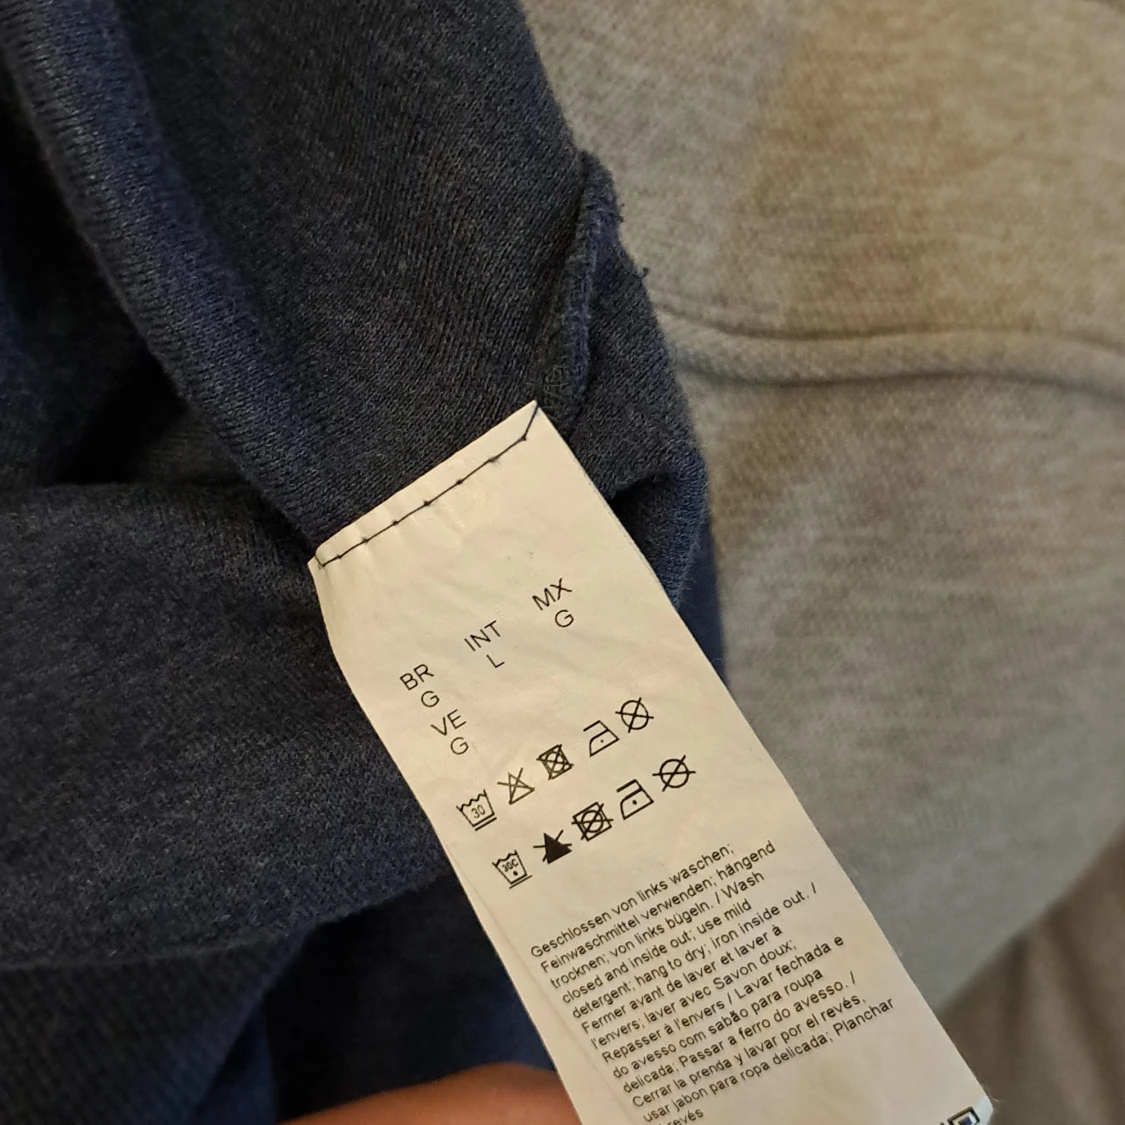 BR INT MX
G L G
VE
G
30
30C
Geschlossen von links waschen;
Feinwaschmittel verwenden; hängend
trocknen; von links bügeln. / Wash
closed and inside out; use mild
detergent; hang to dry; iron inside out. /
Fermer avant de laver et laver à
l'envers; laver avec Savon doux;
Repasser à l'envers / Lavar fechada e
do avesso com sabão para roupa
delicada; Passar a ferro do avesso. /
Cerrar la prenda y lavar por el revés,
usar jabón para ropa delicada; Planchar
revés